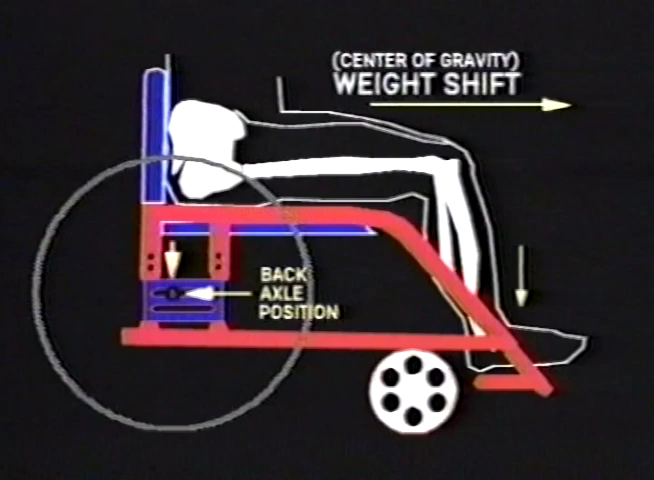 (CENTER OF GRAVITY)
WEIGHT SHIFT
BACK
AXLE
POSITION